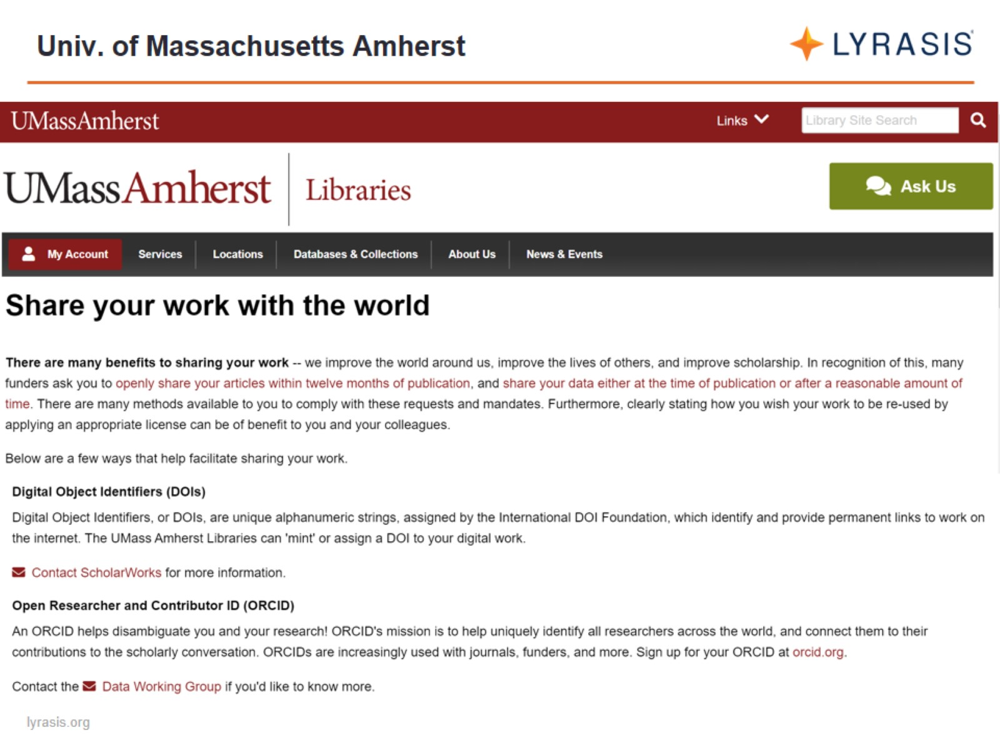 Univ. of Massachusetts Amherst
LYRASIS
UMassAmherst
Links
Library Site Search
UMassAmherst
Libraries
Ask Us
My Account
Services
Locations
Databases & Collections
About Us
News & Events
Share your work with the world
There are many benefits to sharing your work -- we improve the world around us, improve the lives of others, and improve scholarship. In recognition of this, many
funders ask you to openly share your articles within twelve months of publication, and share your data either at the time of publication or after a reasonable amount of
time. There are many methods available to you to comply with these requests and mandates. Furthermore, clearly stating how you wish your work to be re-used by
applying an appropriate license can be of benefit to you and your colleagues.
Below are a few ways that help facilitate sharing your work.
Digital Object Identifiers (DOIs)
Digital Object Identifiers, or DOIs, are unique alphanumeric strings, assigned by the International DOI Foundation, which identify and provide permanent links to work on
the internet. The UMass Amherst Libraries can 'mint' or assign a DOI to your digital work.
Contact ScholarWorks for more information.
Open Researcher and Contributor ID (ORCID)
An ORCID helps disambiguate you and your research! ORCID's mission is to help uniquely identify all researchers across the world, and connect them to their
contributions to the scholarly conversation. ORCIDs are increasingly used with journals, funders, and more. Sign up for your ORCID at orcid.org.
Contact the Data Working Group if you'd like to know more.
lyrasis.org